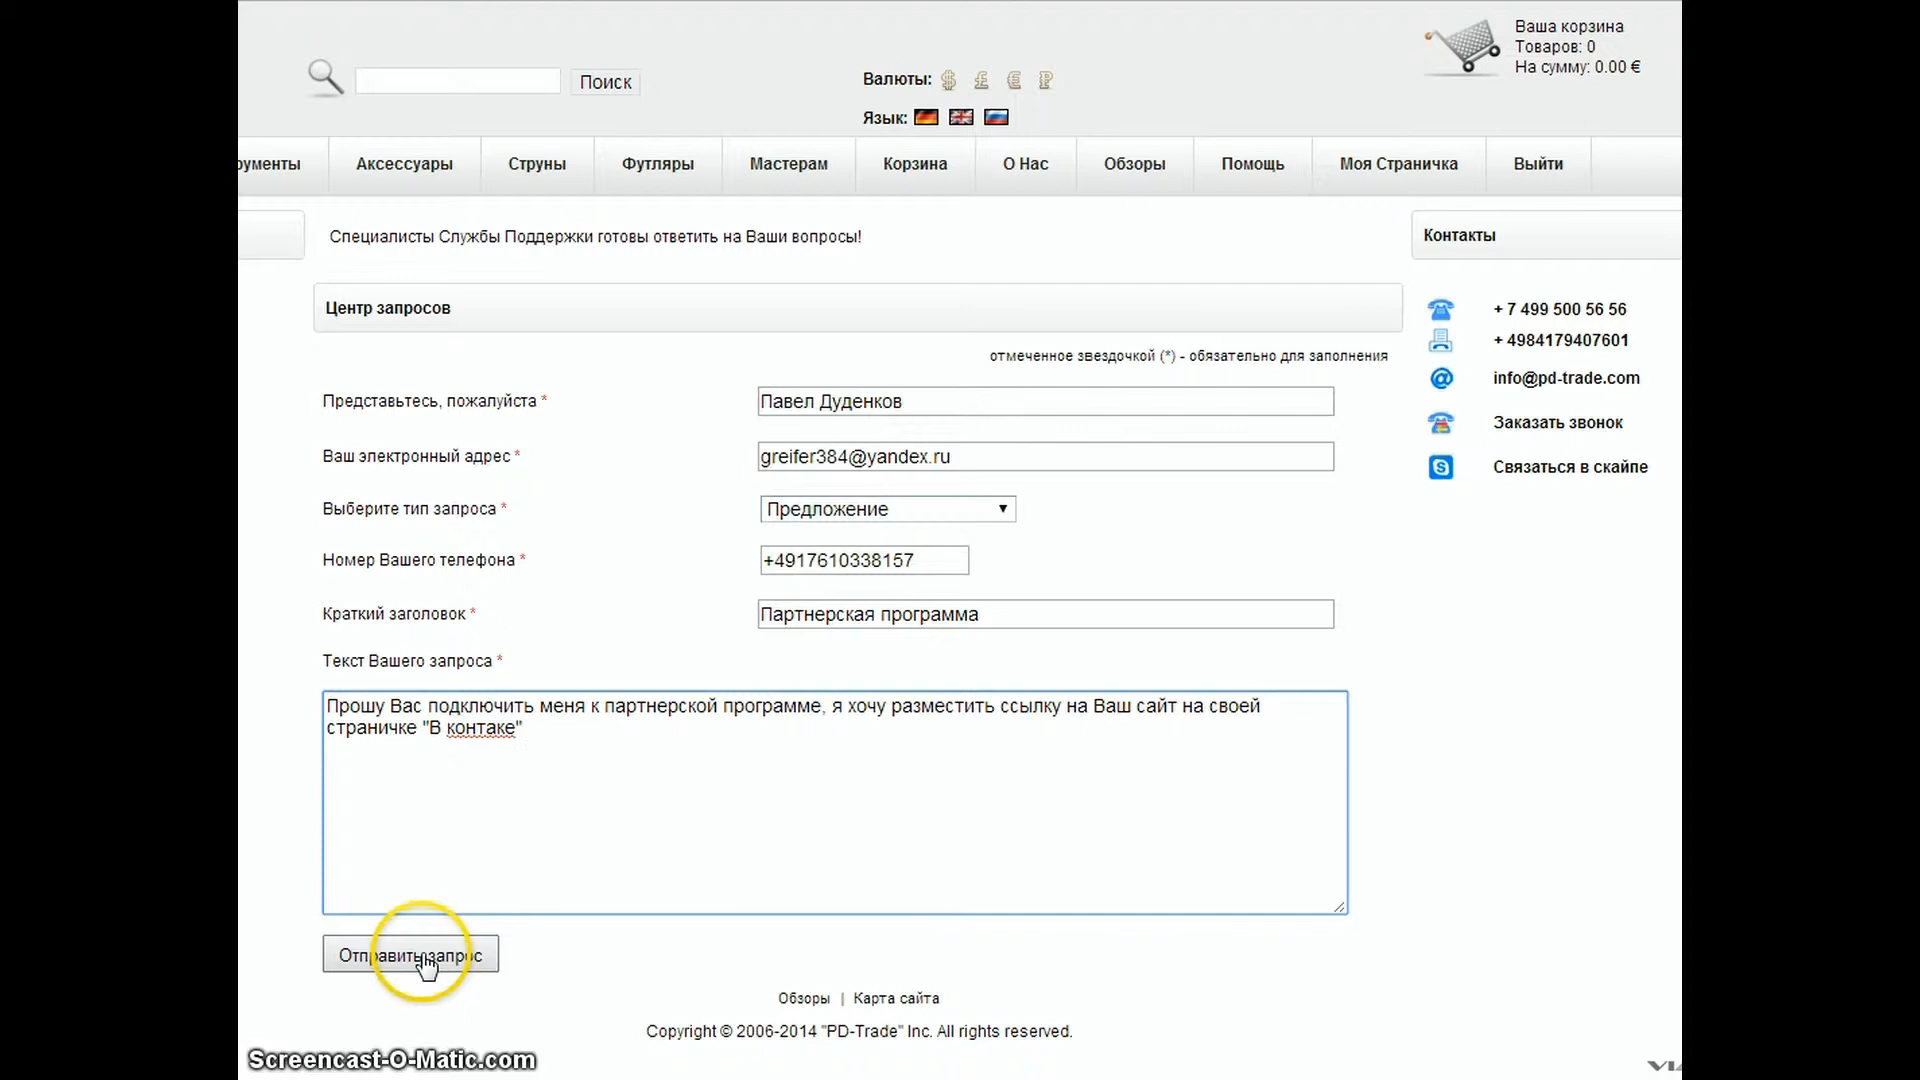 Ваша корзина
Товаров: 0
На сумму: 0.00 €
Поиск
Валюты: $ £ € ₽
Язык:
рументы Аксессуары Струны Футляры Мастерам Корзина О Нас Обзоры Помощь Моя Страничка Выйти
Специалисты Службы Поддержки готовы ответить на Ваши вопросы!
Контакты
Центр запросов
+ 7 499 500 56 56
+ 4984179407601
info@pd-trade.com
Заказать звонок
Связаться в скайпе
отмеченное звездочкой (*) - обязательно для заполнения
Представьтесь, пожалуйста * Павел Дуденков
Ваш электронный адрес * greifer384@yandex.ru
Выберите тип запроса * Предложение
Номер Вашего телефона * +4917610338157
Краткий заголовок * Партнерская программа
Текст Вашего запроса *
Прошу Вас подключить меня к партнерской программе, я хочу разместить ссылку на Ваш сайт на своей
страничке "В контаке"
Отправить запрос
Обзоры | Карта сайта
Copyright © 2006-2014 "PD-Trade" Inc. All rights reserved.
Screencast-O-Matic.com